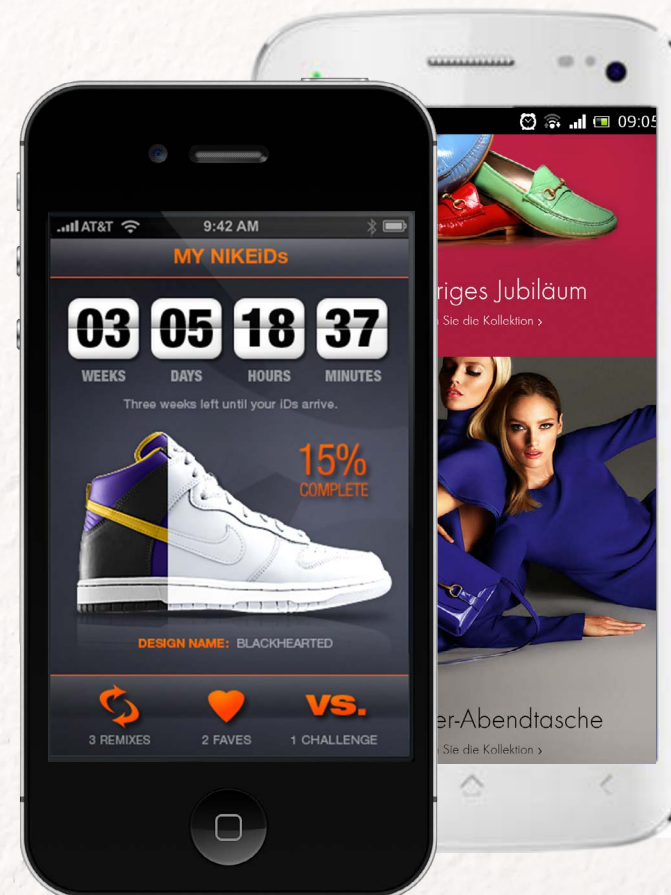 AT&T
9:42 AM
MY NIKEiDs
03 05 18 37
WEEKS DAYS HOURS MINUTES
Three weeks left until your iDs arrive.
15%
COMPLETE
DESIGN NAME: BLACKHEARTED
VS.
3 REMIXES 2 FAVES 1 CHALLENGE
09:05
riges Jubiläum
Sie die Kollektion >
er-Abendtasche
Sie die Kollektion >